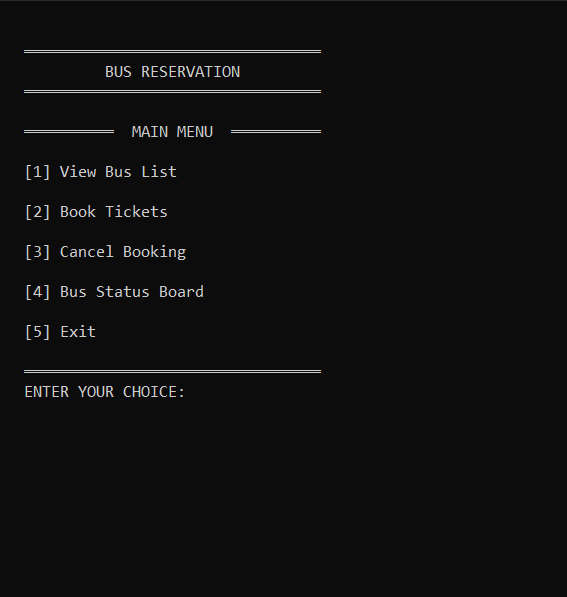 ═════════════════════════════════
BUS RESERVATION
═════════════════════════════════
══════════ MAIN MENU ══════════
[1] View Bus List
[2] Book Tickets
[3] Cancel Booking
[4] Bus Status Board
[5] Exit
═════════════════════════════════
ENTER YOUR CHOICE: